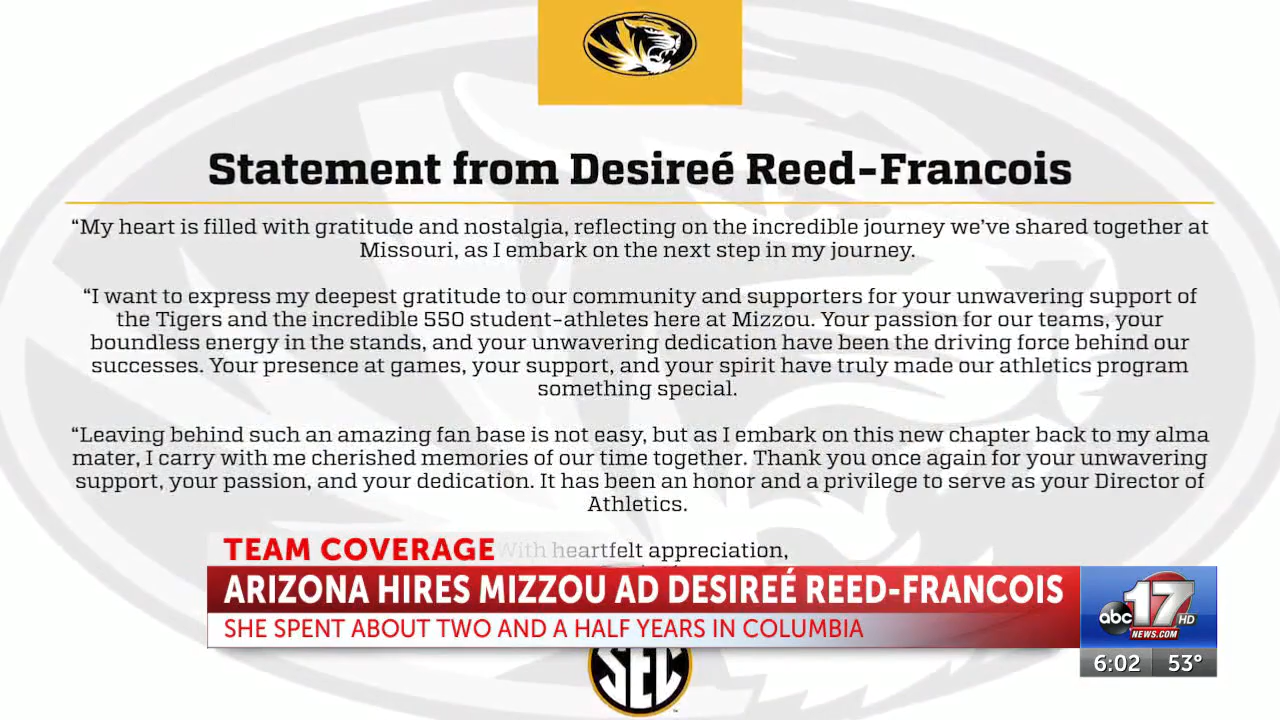 Statement from Desireé Reed-Francois
“My heart is filled with gratitude and nostalgia, reflecting on the incredible journey we’ve shared together at
Missouri, as I embark on the next step in my journey.
“I want to express my deepest gratitude to our community and supporters for your unwavering support of
the Tigers and the incredible 550 student-athletes here at Mizzou. Your passion for our teams, your
boundless energy in the stands, and your unwavering dedication have been the driving force behind our
successes. Your presence at games, your support, and your spirit have truly made our athletics program
something special.
“Leaving behind such an amazing fan base is not easy, but as I embark on this new chapter back to my alma
mater, I carry with me cherished memories of our time together. Thank you once again for your unwavering
support, your passion, and your dedication. It has been an honor and a privilege to serve as your Director of
Athletics.
With heartfelt appreciation,
TEAM COVERAGE
ARIZONA HIRES MIZZOU AD DESIREÉ REED-FRANCOIS
SHE SPENT ABOUT TWO AND A HALF YEARS IN COLUMBIA
abc 17 HD
NEWS.COM
6:02 53°
SEC